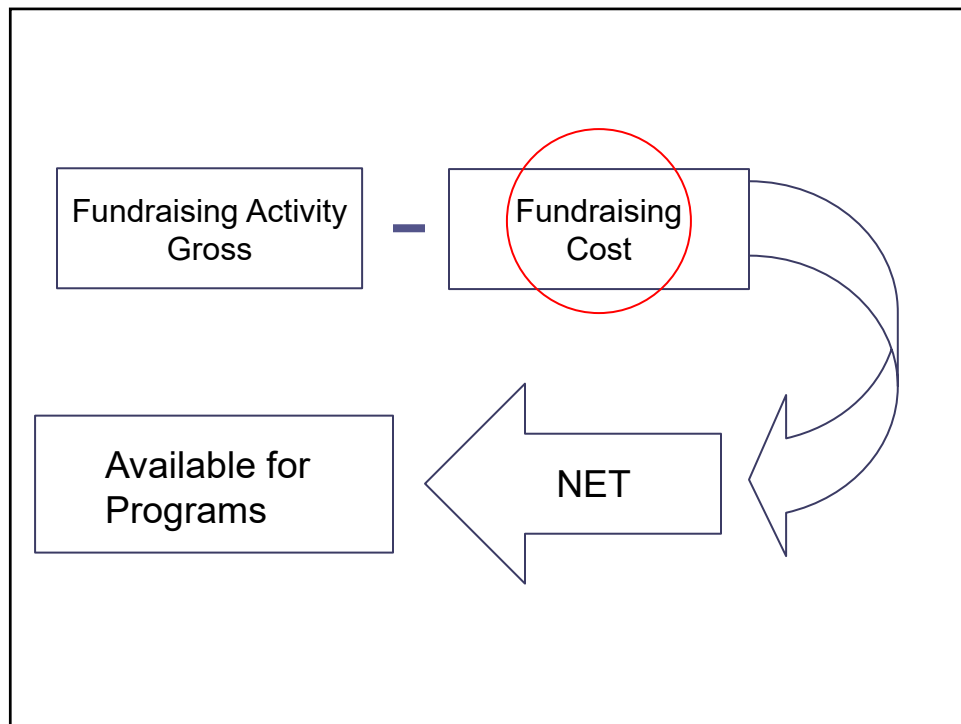 Fundraising Activity
Gross
Fundraising
Cost
NET
Available for
Programs